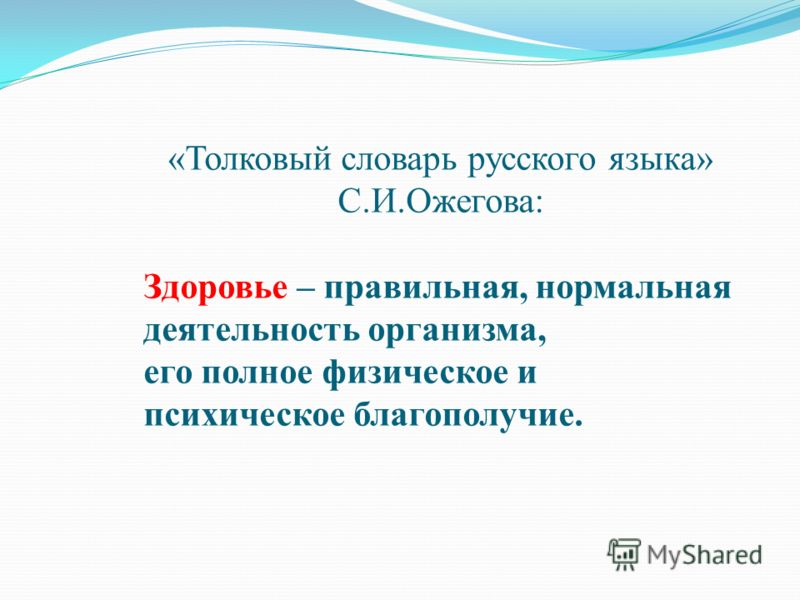 «Толковый словарь русского языка»
С.И.Ожегова:
Здоровье – правильная, нормальная
деятельность организма,
его полное физическое и
психическое благополучие.
MyShared